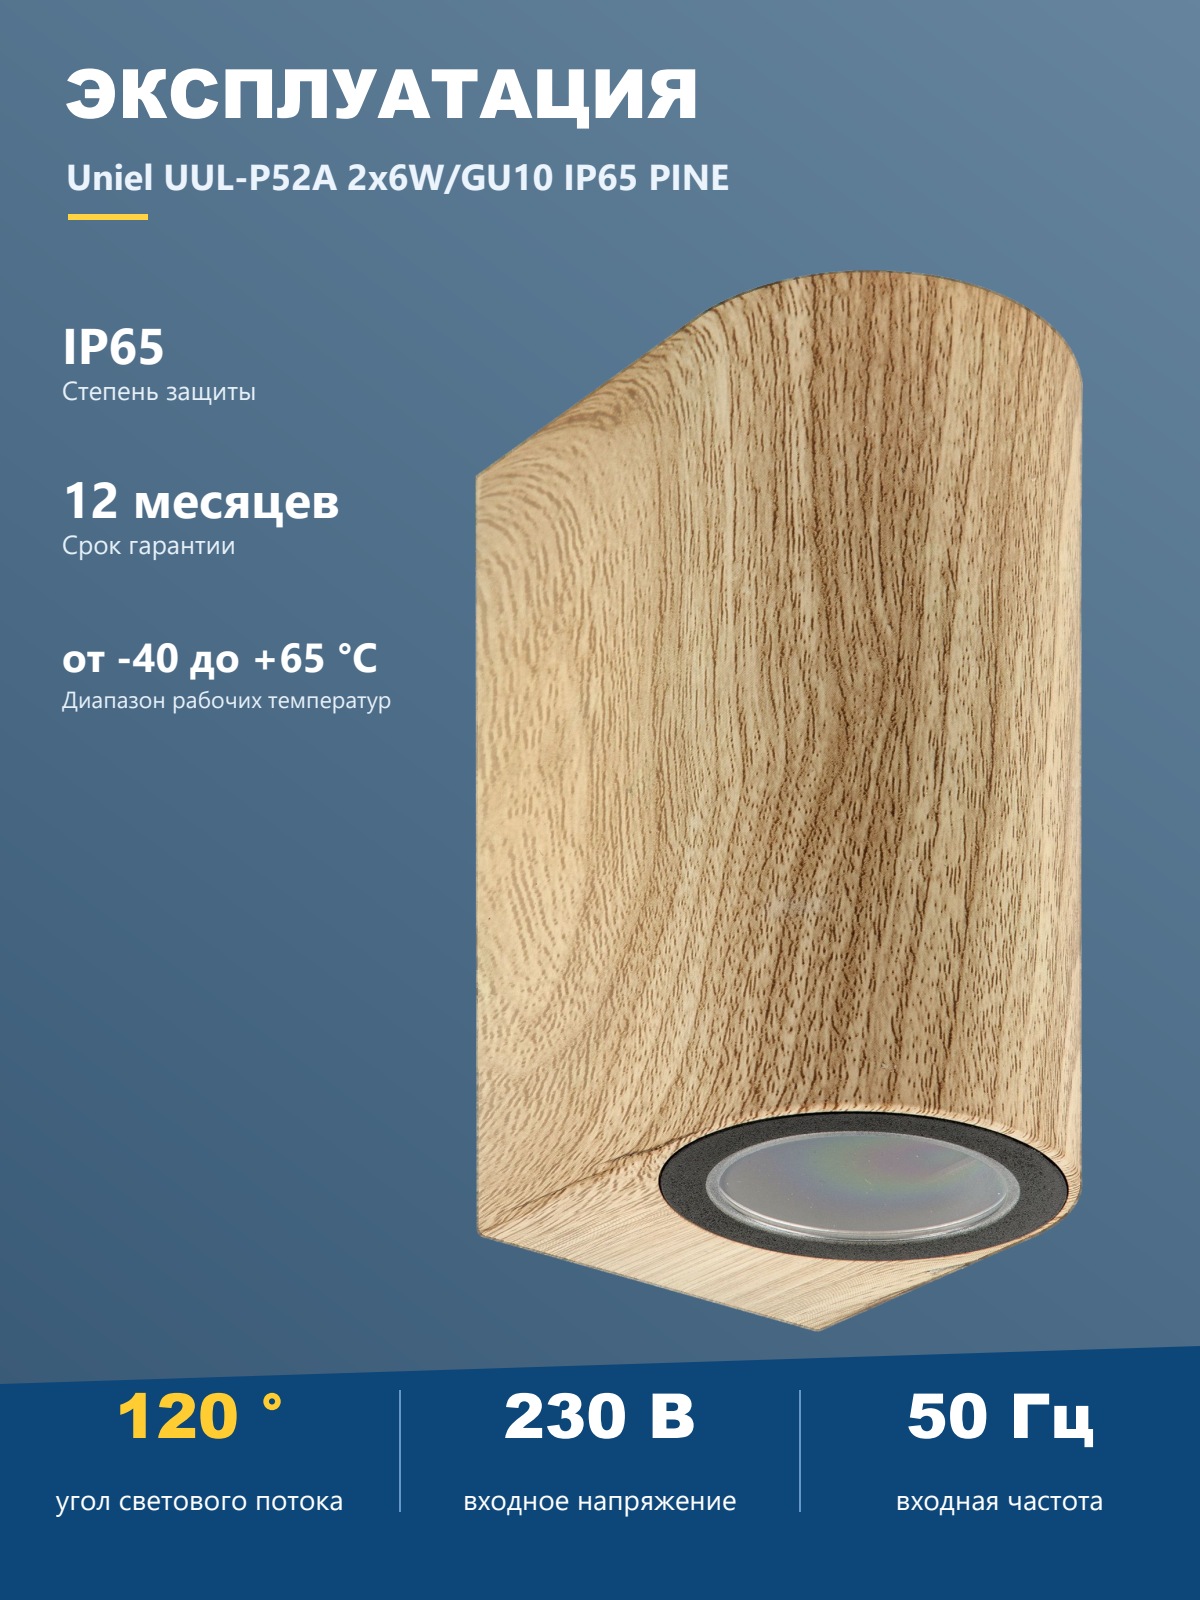 ЭКСПЛУАТАЦИЯ
Uniel UUL-P52A 2x6W/GU10 IP65 PINE
IP65
Степень защиты
12 месяцев
Срок гарантии
от -40 до +65 °C
Диапазон рабочих температур
120 °
угол светового потока
230 В
входное напряжение
50 Гц
входная частота